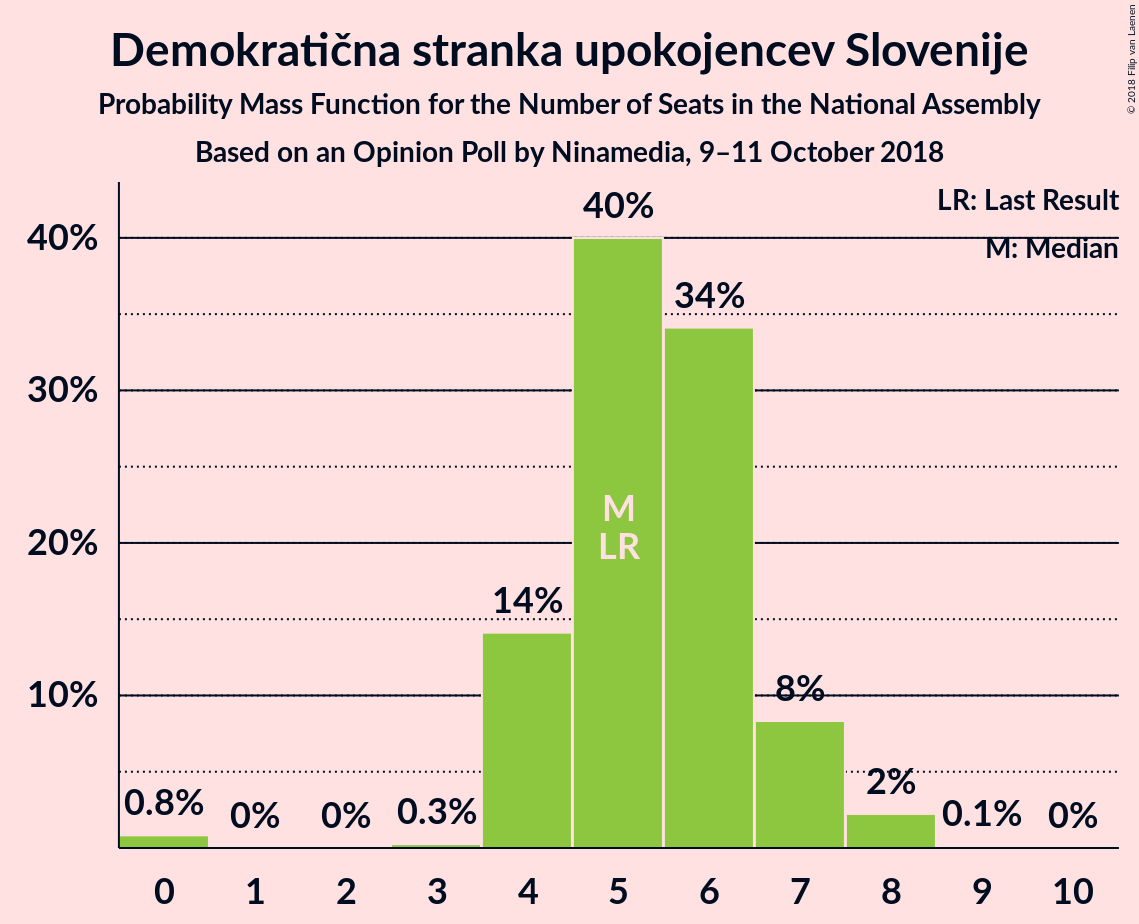 Demokratična stranka upokojencev Slovenije
Probability Mass Function for the Number of Seats in the National Assembly
Based on an Opinion Poll by Ninamedia, 9–11 October 2018
© 2018 Filip van Laenen
LR: Last Result
M: Median
40%
30%
20%
10%
0.8%
0%
0%
0.3%
14%
40%
34%
8%
2%
0.1%
0%
M
LR
0 1 2 3 4 5 6 7 8 9 10